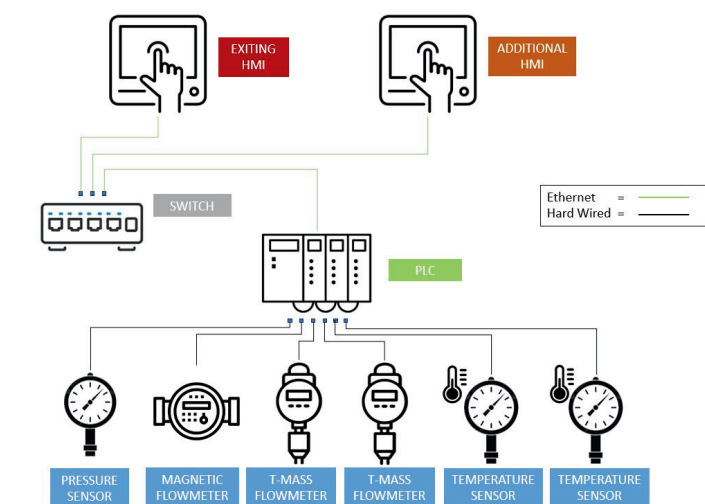 EXITING
HMI
ADDITIONAL
HMI
SWITCH
Ethernet =
Hard Wired =
PLC
PRESSURE
SENSOR
MAGNETIC
FLOWMETER
T-MASS
FLOWMETER
T-MASS
FLOWMETER
TEMPERATURE
SENSOR
TEMPERATURE
SENSOR